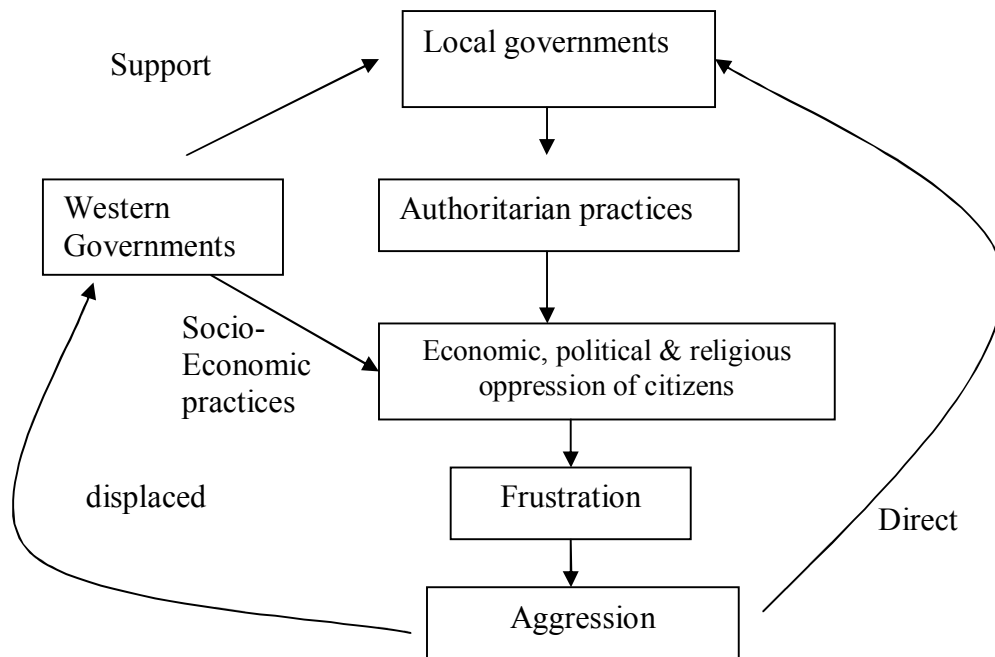 Local governments
Support
Western
Governments
Authoritarian practices
Socio-
Economic
practices
Economic, political & religious
oppression of citizens
Frustration
displaced
Direct
Aggression